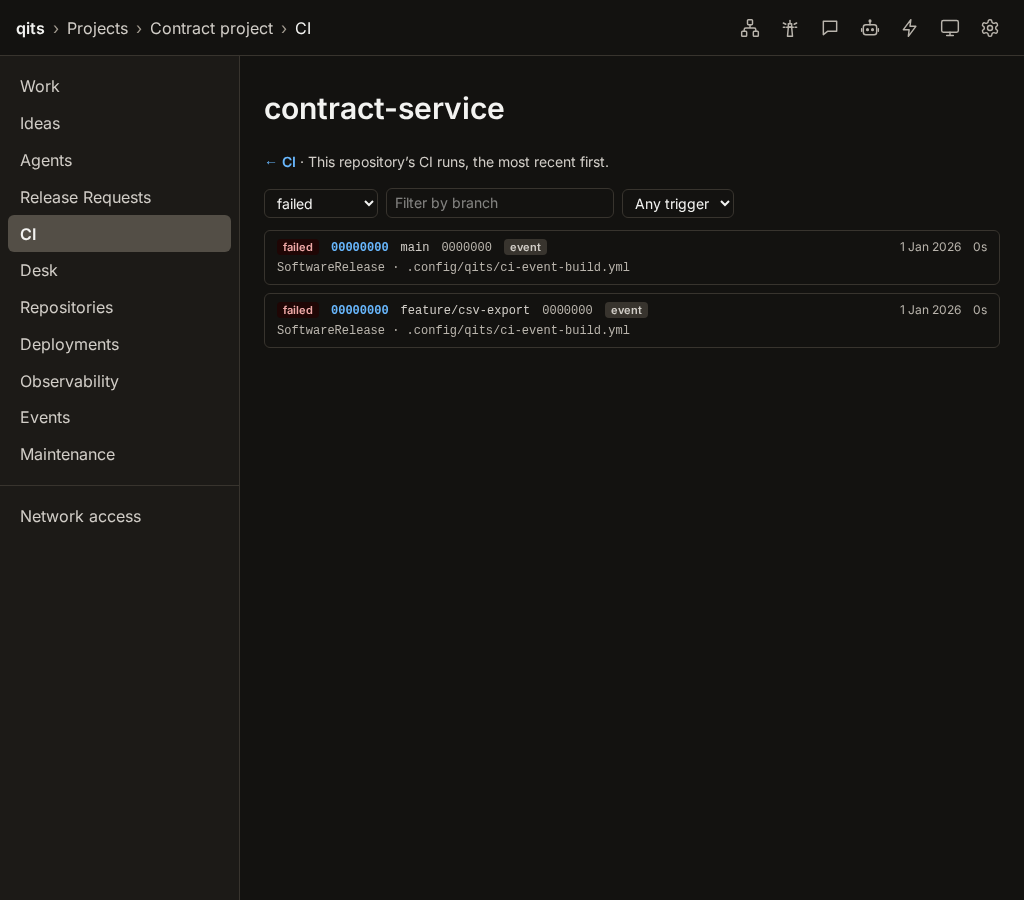 qits › Projects › Contract project › CI
Work
Ideas
Agents
Release Requests
CI
Desk
Repositories
Deployments
Observability
Events
Maintenance
Network access
contract-service
← CI · This repository’s CI runs, the most recent first.
failed Filter by branch Any trigger
failed 00000000 main 0000000 event 1 Jan 2026 0s
SoftwareRelease · .config/qits/ci-event-build.yml
failed 00000000 feature/csv-export 0000000 event 1 Jan 2026 0s
SoftwareRelease · .config/qits/ci-event-build.yml